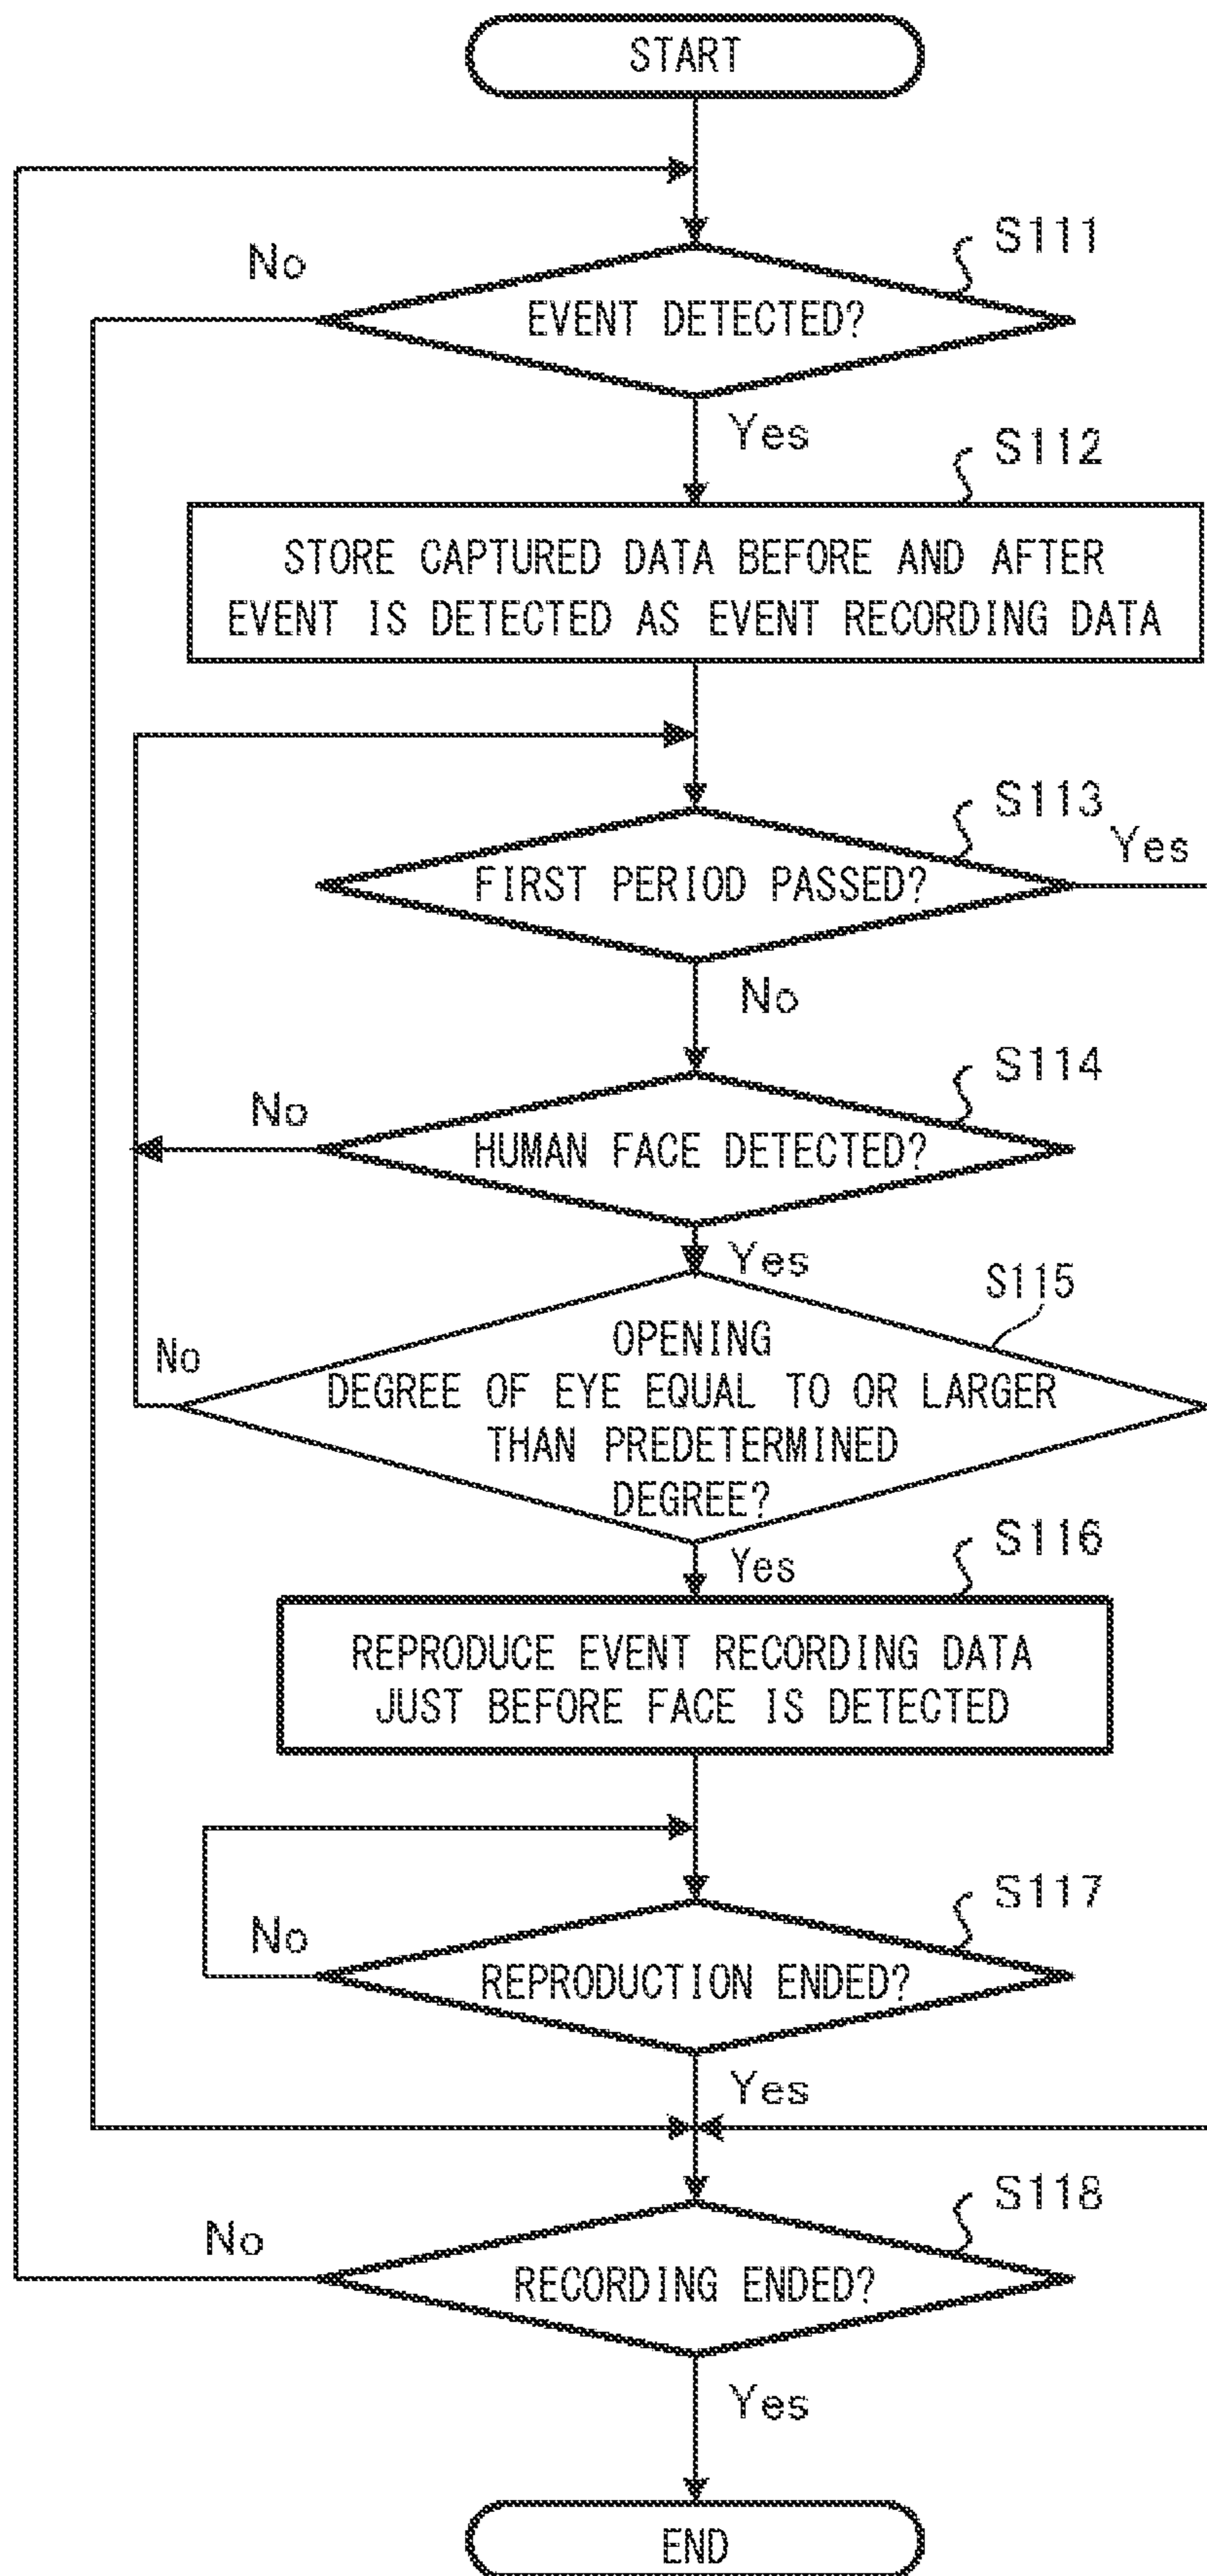 START
S111
No
EVENT DETECTED?
Yes
S112
STORE CAPTURED DATA BEFORE AND AFTER
EVENT IS DETECTED AS EVENT RECORDING DATA
S113
Yes
FIRST PERIOD PASSED?
No
S114
No
HUMAN FACE DETECTED?
Yes
S115
OPENING
No
DEGREE OF EYE EQUAL TO OR LARGER
THAN PREDETERMINED
DEGREE?
S116
Yes
REPRODUCE EVENT RECORDING DATA
JUST BEFORE FACE IS DETECTED
S117
No
REPRODUCTION ENDED?
Yes
S118
No
RECORDING ENDED?
Yes
END